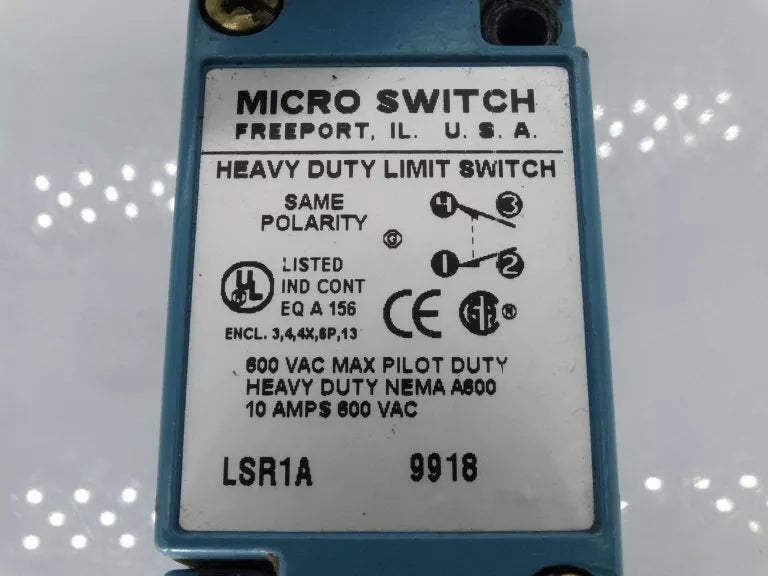 MICRO SWITCH
FREEPORT, IL. U. S. A.
HEAVY DUTY LIMIT SWITCH
SAME
POLARITY
4 3
1 2
UL
LISTED
IND CONT
EQ A 156
ENCL. 3,4,4X,6P,13
CE ®
600 VAC MAX PILOT DUTY
HEAVY DUTY NEMA A600
10 AMPS 600 VAC
LSR1A 9918